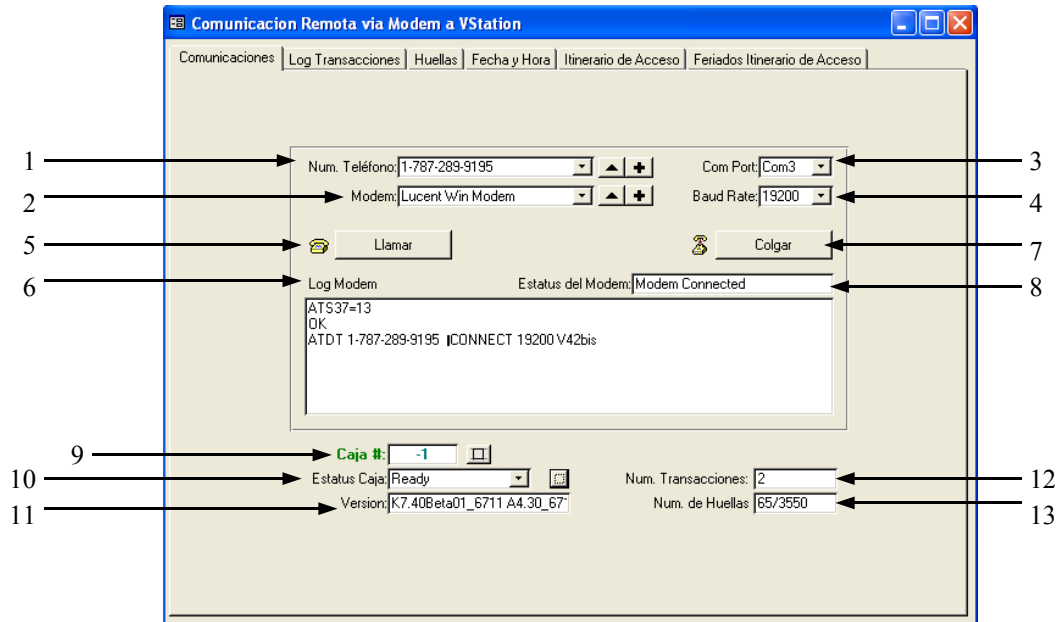 Comunicacion Remota via Modem a VStation
Comunicaciones Log Transacciones Huellas Fecha y Hora Itinerario de Acceso Feriados Itinerario de Acceso
1 Num. Teléfono: 1-787-289-9195 Com Port: Com3 3
2 Modem: Lucent Win Modem Baud Rate: 19200 4
5 Llamar Colgar 7
6 Log Modem Estatus del Modem: Modem Connected 8
ATS37=13
OK
ATDT 1-787-289-9195 CONNECT 19200 V42bis
9 Caja #: -1
10 Estatus Caja: Ready Num. Transacciones: 2 12
11 Version: K7.40Beta01_6711 A4.30_67 Num. de Huellas 65/3550 13